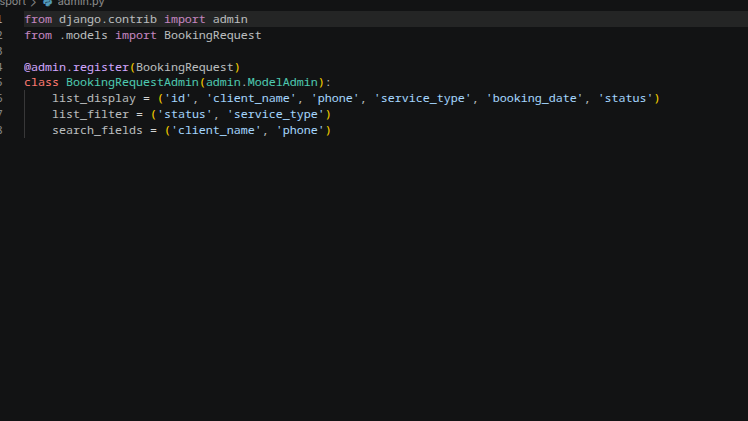 sport > admin.py
1 from django.contrib import admin
2 from .models import BookingRequest
3
4 @admin.register(BookingRequest)
5 class BookingRequestAdmin(admin.ModelAdmin):
6     list_display = ('id', 'client_name', 'phone', 'service_type', 'booking_date', 'status')
7     list_filter = ('status', 'service_type')
8     search_fields = ('client_name', 'phone')